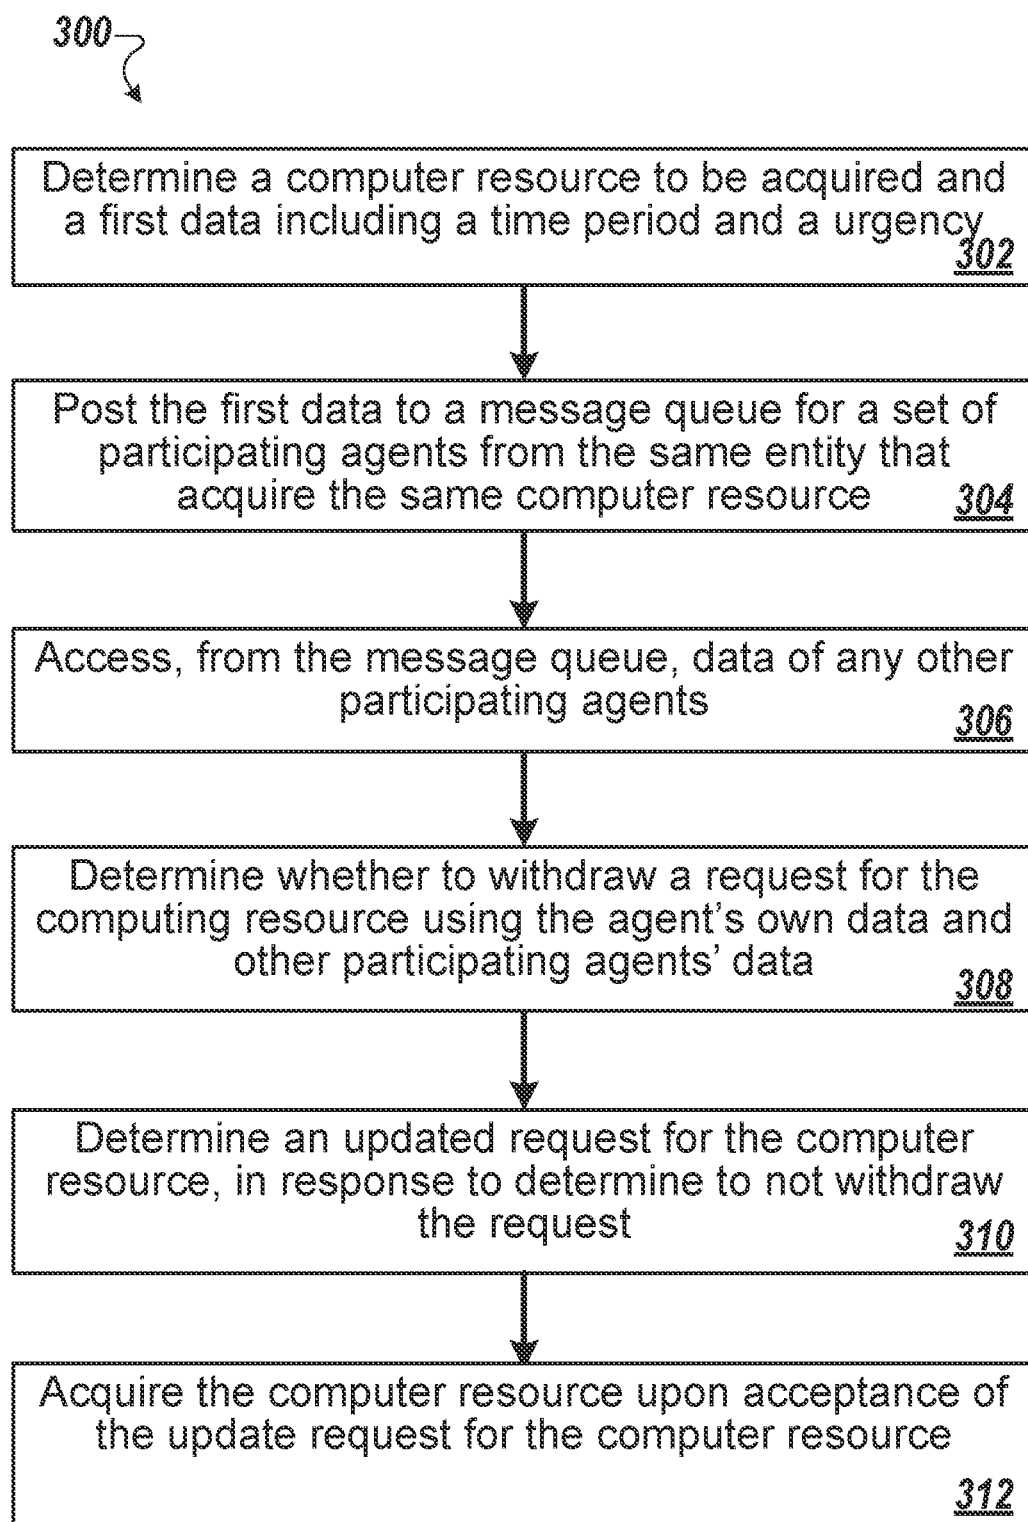 300
Determine a computer resource to be acquired and
a first data including a time period and a urgency
302
Post the first data to a message queue for a set of
participating agents from the same entity that
acquire the same computer resource
304
Access, from the message queue, data of any other
participating agents
306
Determine whether to withdraw a request for the
computing resource using the agent's own data and
other participating agents' data
308
Determine an updated request for the computer
resource, in response to determine to not withdraw
the request
310
Acquire the computer resource upon acceptance of
the update request for the computer resource
312